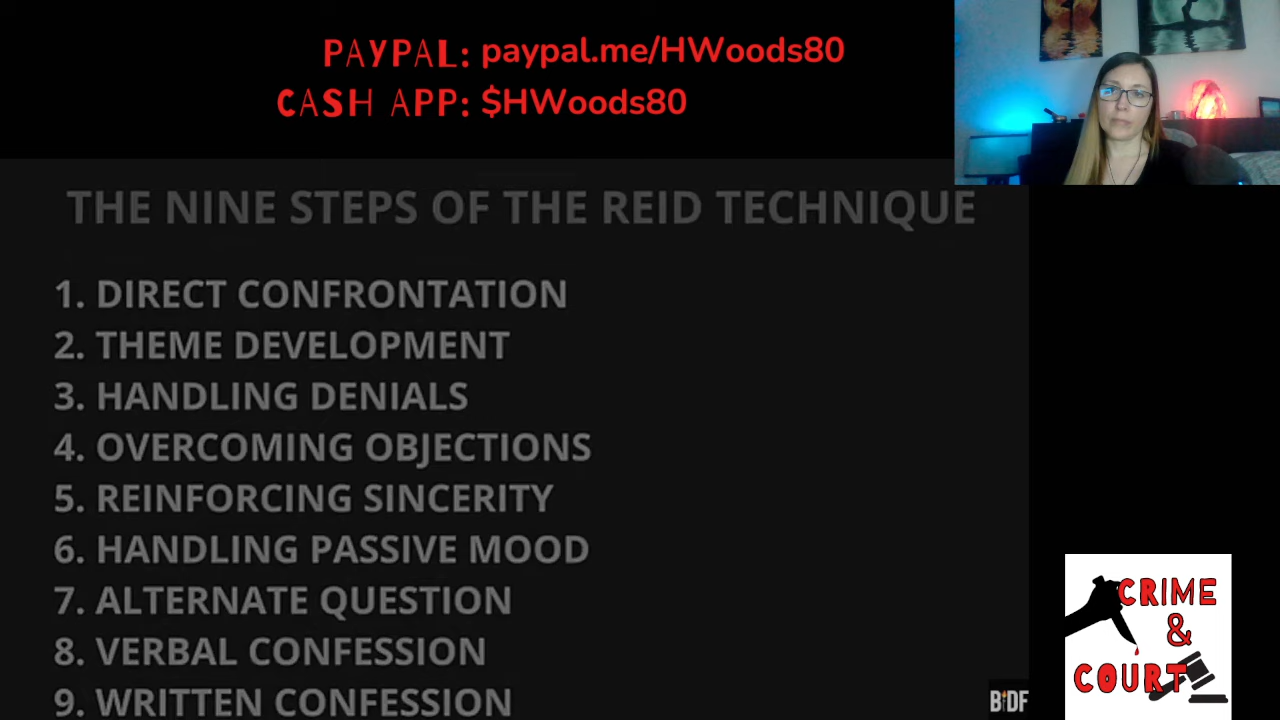 PAYPAL: paypal.me/HWoods80
CASH APP: $HWoods80
THE NINE STEPS OF THE REID TECHNIQUE
1. DIRECT CONFRONTATION
2. THEME DEVELOPMENT
3. HANDLING DENIALS
4. OVERCOMING OBJECTIONS
5. REINFORCING SINCERITY
6. HANDLING PASSIVE MOOD
7. ALTERNATE QUESTION
8. VERBAL CONFESSION
9. WRITTEN CONFESSION
BIDF
CRIME
&
COURT